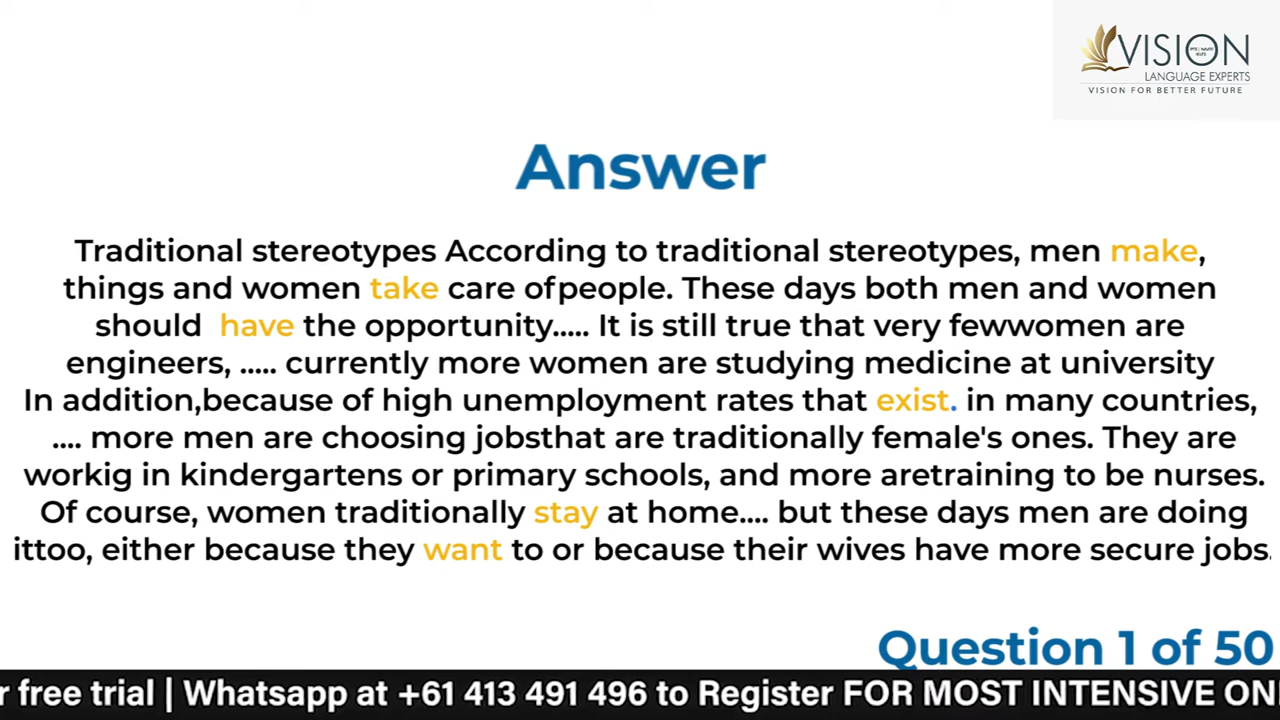 VISION
LANGUAGE EXPERTS
VISION FOR BETTER FUTURE
Answer
Traditional stereotypes According to traditional stereotypes, men make,
things and women take care ofpeople. These days both men and women
should have the opportunity..... It is still true that very fewwomen are
engineers, ..... currently more women are studying medicine at university
In addition,because of high unemployment rates that exist. in many countries,
.... more men are choosing jobsthat are traditionally female's ones. They are
workig in kindergartens or primary schools, and more aretraining to be nurses.
Of course, women traditionally stay at home.... but these days men are doing
ittoo, either because they want to or because their wives have more secure jobs.
Question 1 of 50
r free trial | Whatsapp at +61 413 491 496 to Register FOR MOST INTENSIVE ONL